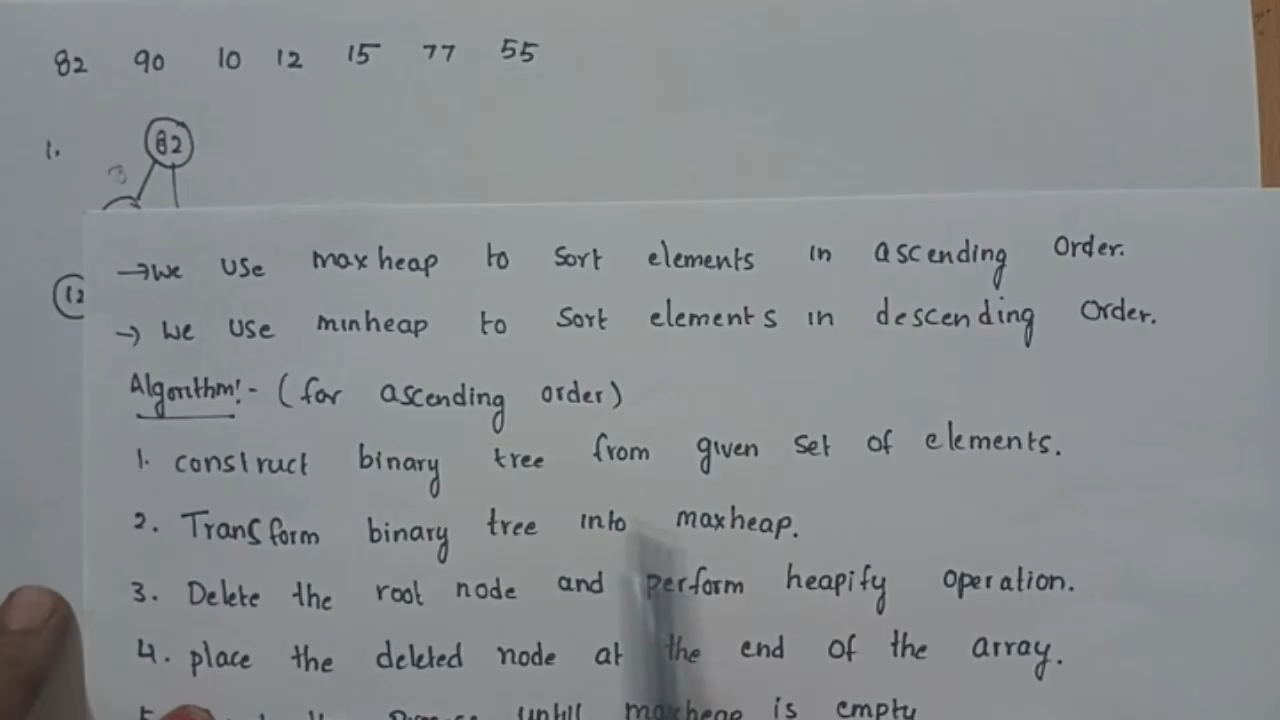 82 90 10 12 15 77 55
1.
82
3
12
→ We use maxheap to sort elements in ascending order.
→ We use minheap to sort elements in descending order.
Algorithm:- (for ascending order)
1. construct binary tree from given set of elements.
2. Transform binary tree into maxheap.
3. Delete the root node and perform heapify operation.
4. place the deleted node at the end of the array.
5. until maxheap is empty